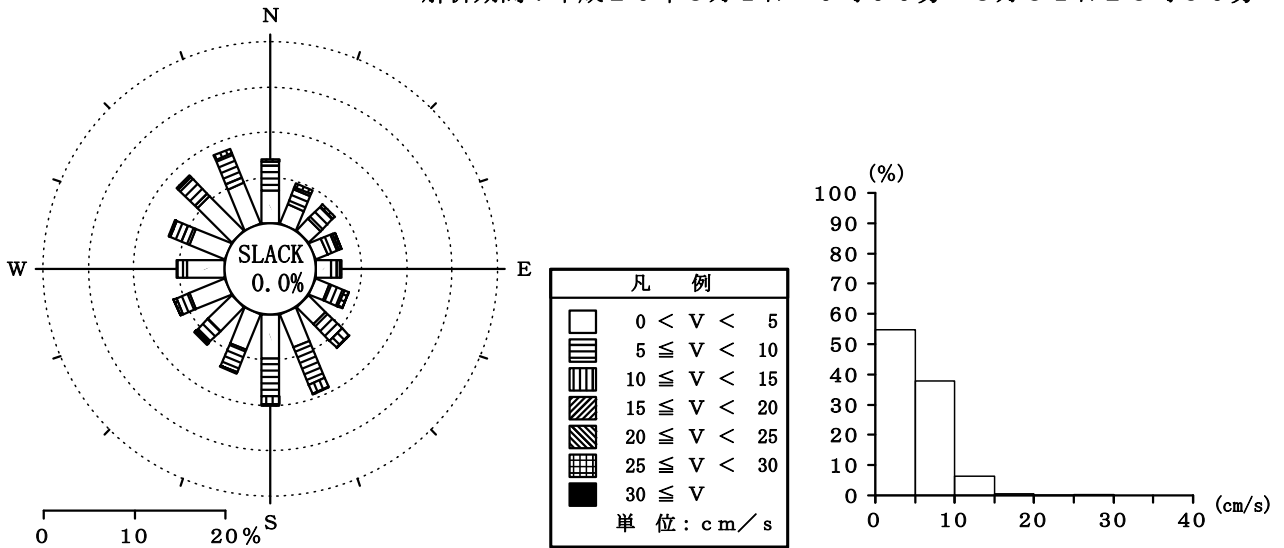 N
W
E
S
SLACK
0.0%
0 10 20%
凡 例
0 < V < 5
5 ≦ V < 10
10 ≦ V < 15
15 ≦ V < 20
20 ≦ V < 25
25 ≦ V < 30
30 ≦ V
単 位:cm/s
(%)
100
90
80
70
60
50
40
30
20
10
0
0 10 20 30 40 (cm/s)